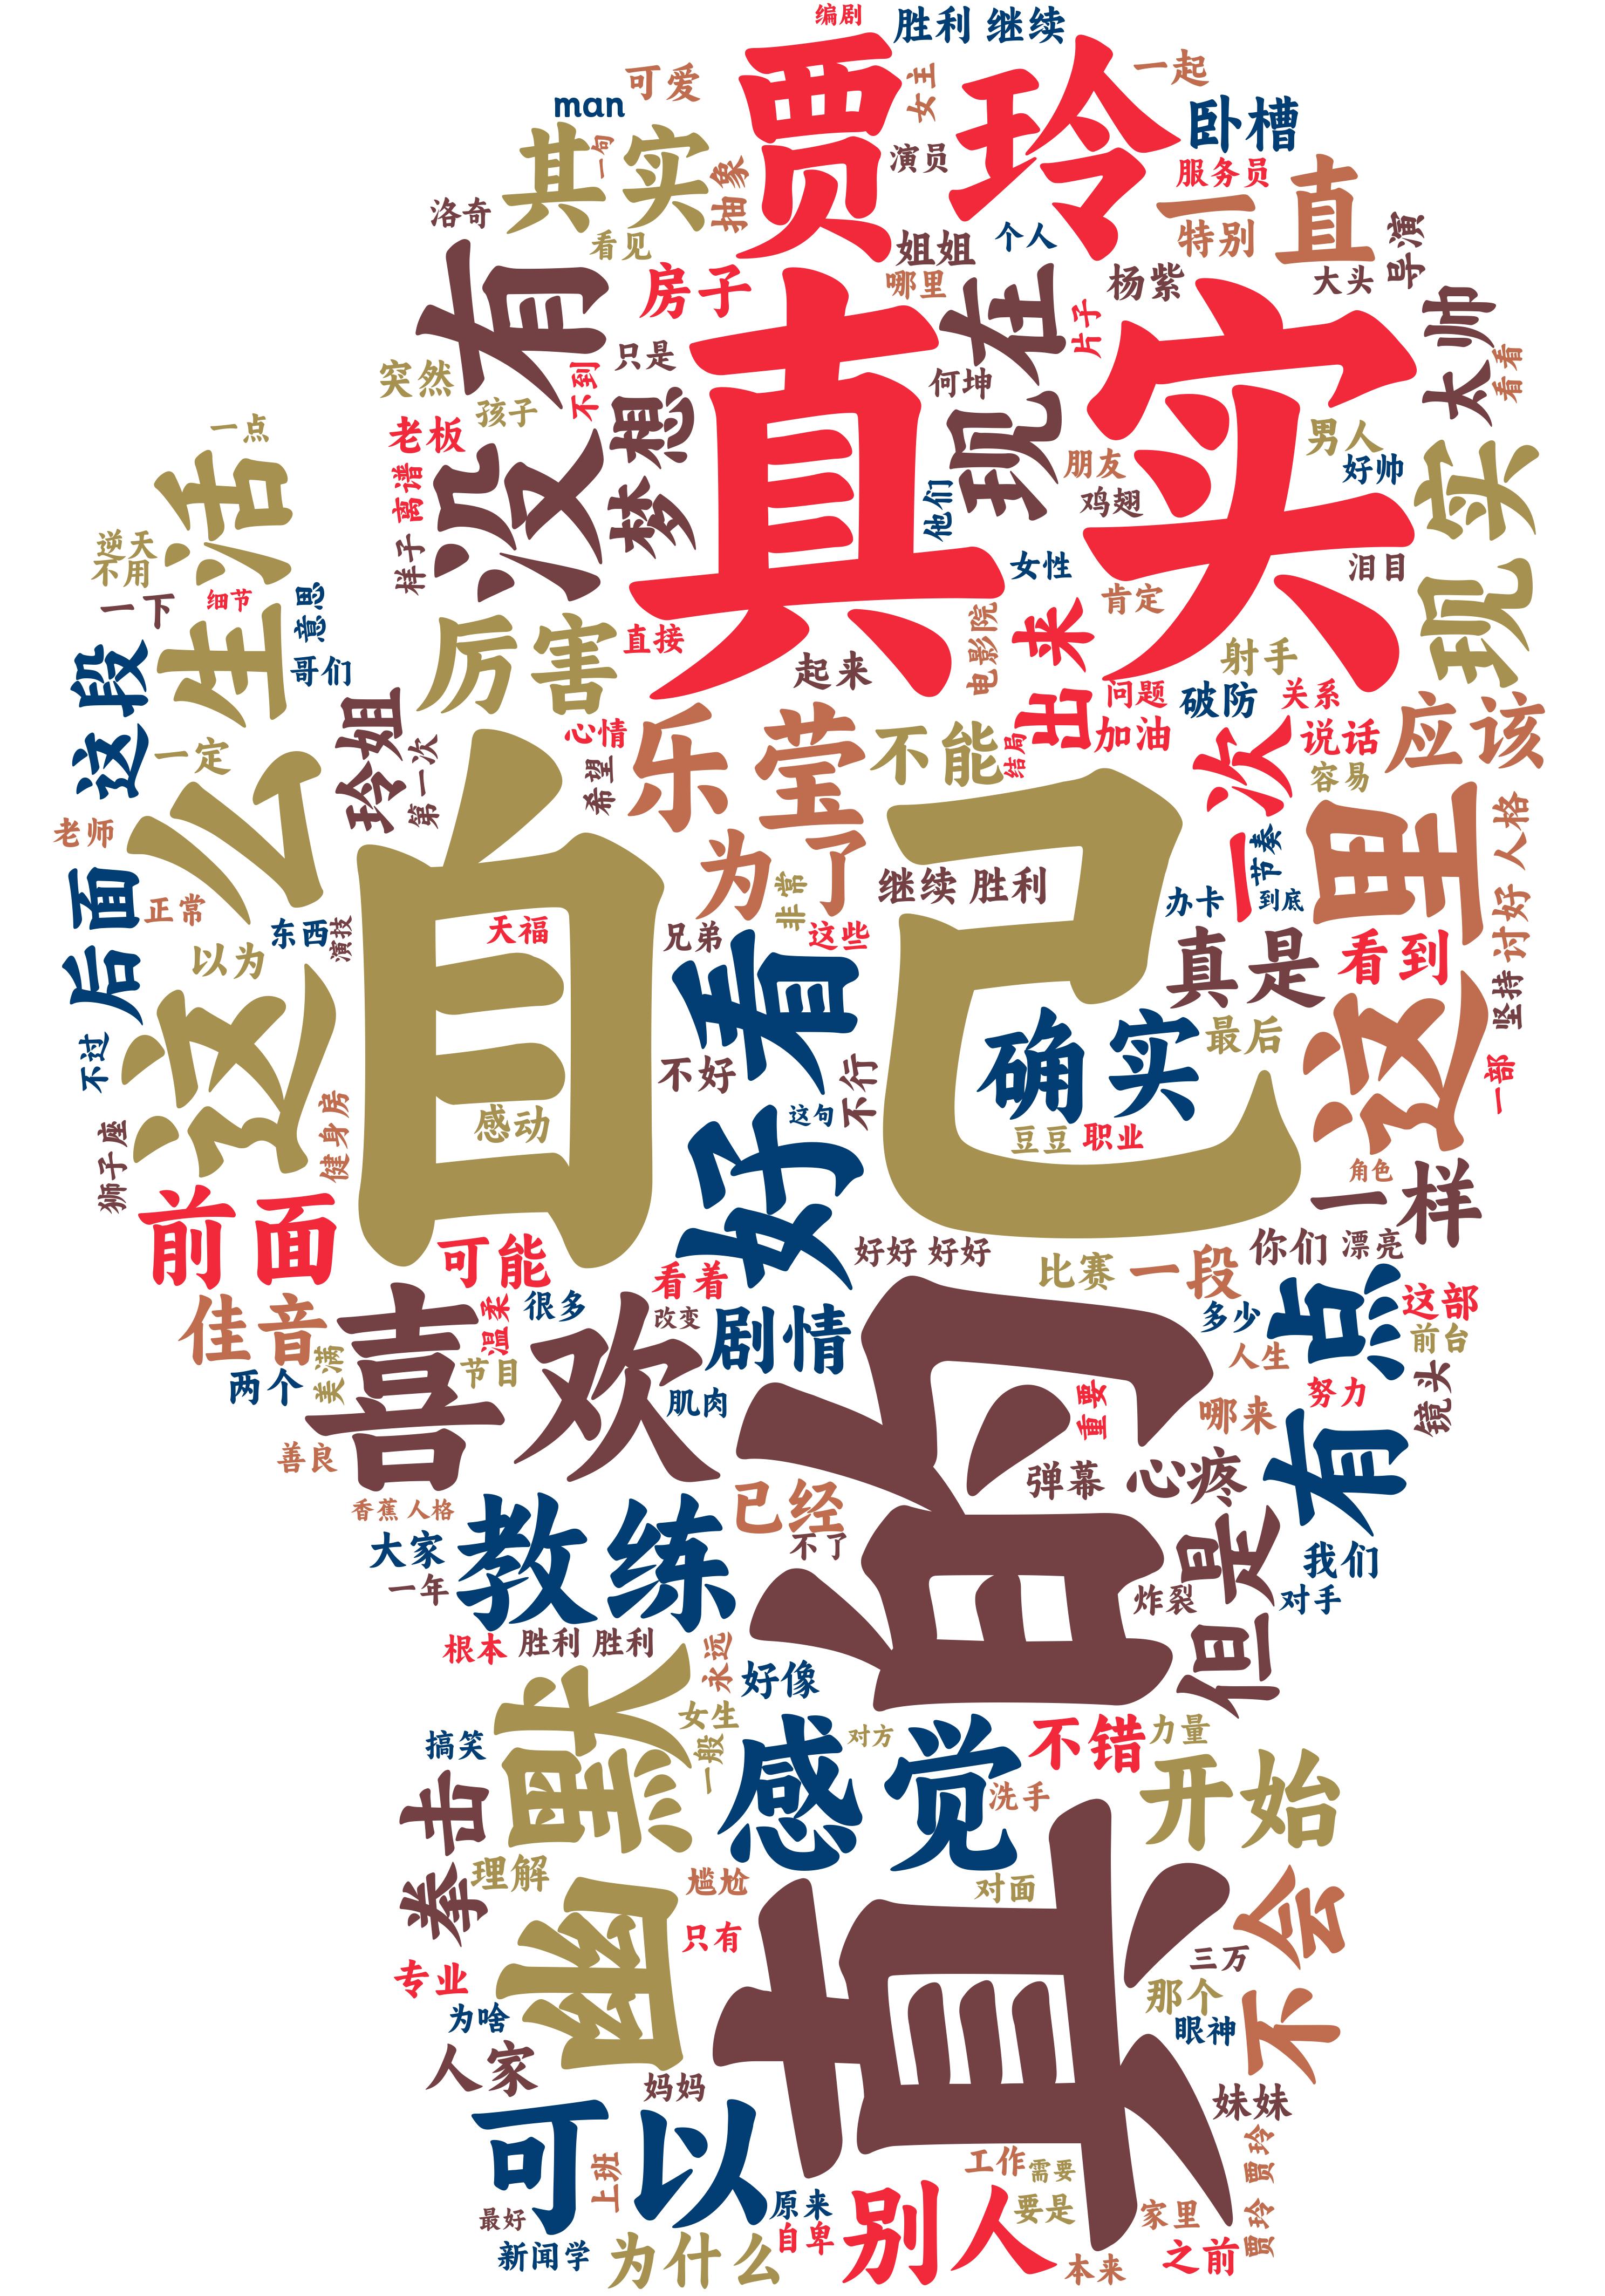 编剧
胜利 继续
贾玲
可爱
女主
一起
man
卧槽
其实
一句
演员
服务员
抽象
一直
洛奇
特别
看见
姐姐
个人
导演
房子
哪里
杨紫
大头
没有
现在
片子
太帅
真实
只是
突然
不到
何坤
看看
孩子
梦想
老板
男人
一点
朋友
好帅
现实
生活
离谱
鸡翅
他们
逆天
样子
女性
泪目
不用
细节
意思
肯定
一下
电影院
出来
厉害
直接
射手
这段
哥们
起来
问题
破防
关系
玲姐
心情
乐莹
不能
结局
加油
一次
说话
应该
一定
第一次
希望
容易
这么
自己
老师
为了
节奏
这里
人格
讨好
后面
非常
继续 胜利
办卡
到底
正常
东西
演技
天福
兄弟
这些
真是
看到
以为
好看
坚持
确实
最后
不过
不好
不行
一部
健身房
感动
这句
豆豆
职业
狮子座
角色
前面
一样
可能
看着
好好 好好
比赛
一段
你们
漂亮
佳音
温柔
很多
改变
剧情
有点
多少
这部
喜欢
美满
前台
两个
节目
人生
肌肉
重要
努力
镜头
哪来
善良
真的
弹幕
心疼
香蕉 人格
已经
大家
教练
不了
但是
我们
一年
炸裂
对手
根本
胜利 胜利
永远
好像
幽默
女生
搞笑
一般
感觉
对方
不错
力量
拳击
洗手
开始
理解
尴尬
对面
不会
只有
三万
专业
那个
为啥
眼神
人家
妈妈
妹妹
可以
上班
工作
需要
贾玲 贾玲
最好
原来
别人
要是
家里
新闻学
为什么
自卑
本来
之前